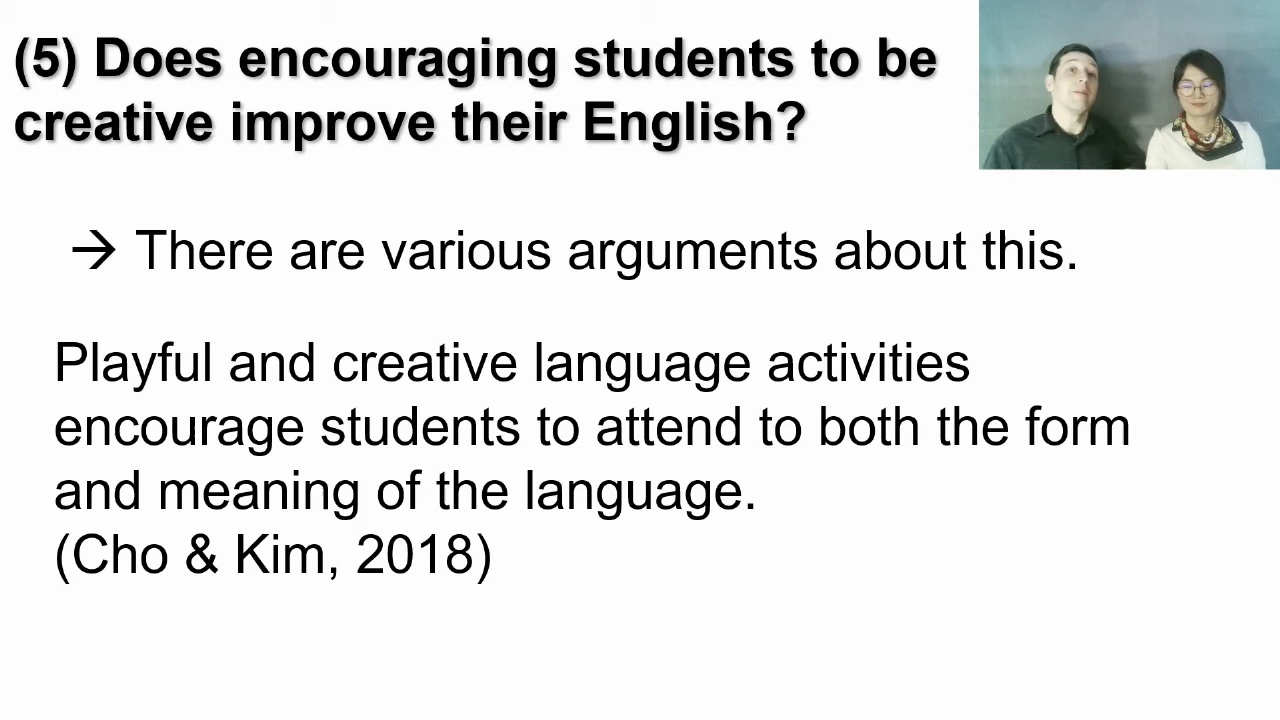 (5) Does encouraging students to be
creative improve their English?
→ There are various arguments about this.
Playful and creative language activities
encourage students to attend to both the form
and meaning of the language.
(Cho & Kim, 2018)